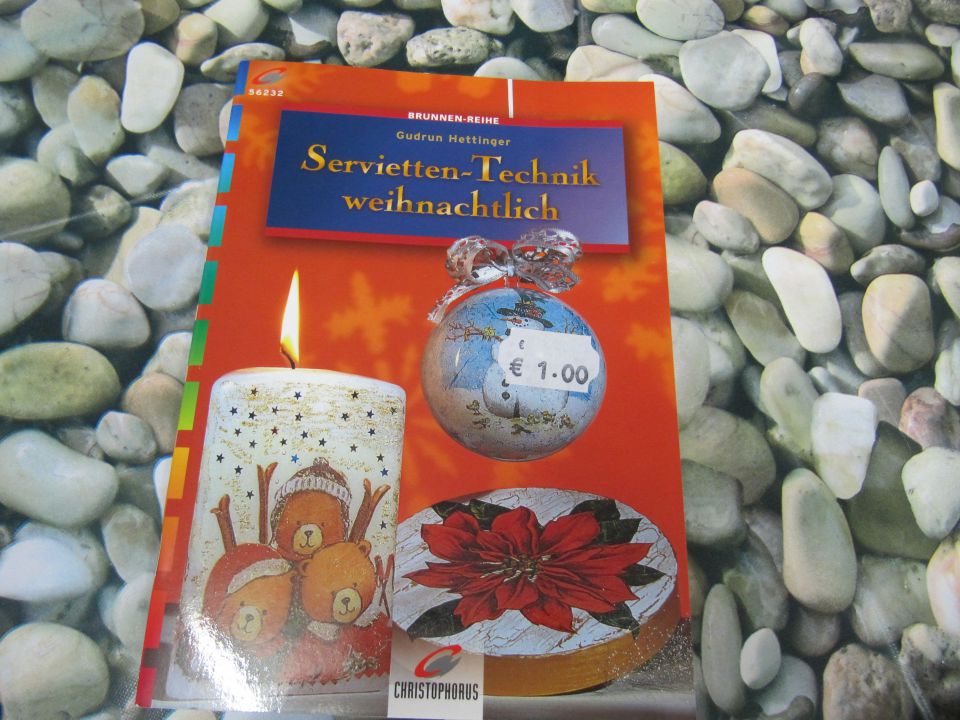 56232
BRUNNEN-REIHE
Gudrun Hettinger
Servietten-Technik
weihnachtlich
€
€ 1.00
CHRISTOPHORUS